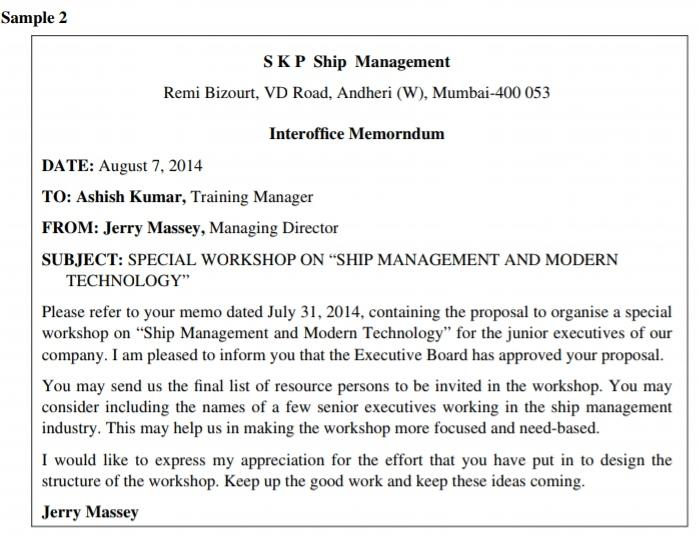 Sample 2
S K P Ship Management
Remi Bizourt, VD Road, Andheri (W), Mumbai-400 053
Interoffice Memorndum
DATE: August 7, 2014
TO: Ashish Kumar, Training Manager
FROM: Jerry Massey, Managing Director
SUBJECT: SPECIAL WORKSHOP ON “SHIP MANAGEMENT AND MODERN
TECHNOLOGY”
Please refer to your memo dated July 31, 2014, containing the proposal to organise a special
workshop on “Ship Management and Modern Technology” for the junior executives of our
company. I am pleased to inform you that the Executive Board has approved your proposal.
You may send us the final list of resource persons to be invited in the workshop. You may
consider including the names of a few senior executives working in the ship management
industry. This may help us in making the workshop more focused and need-based.
I would like to express my appreciation for the effort that you have put in to design the
structure of the workshop. Keep up the good work and keep these ideas coming.
Jerry Massey